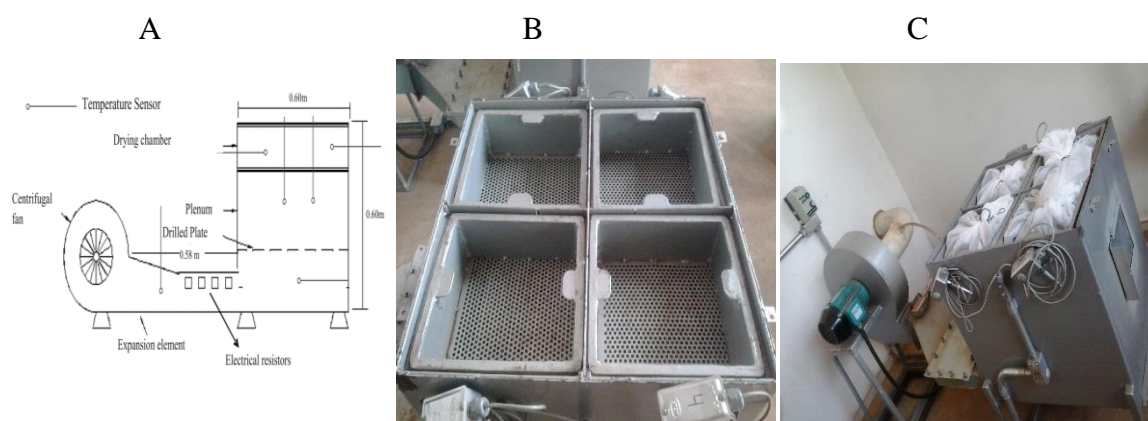 A
B
C
Temperature Sensor
0.60m
Drying chamber
Centrifugal
fan
Plenum
Drilled Plate
0.58 m
0.60m
Expansion element
Electrical resistors
4